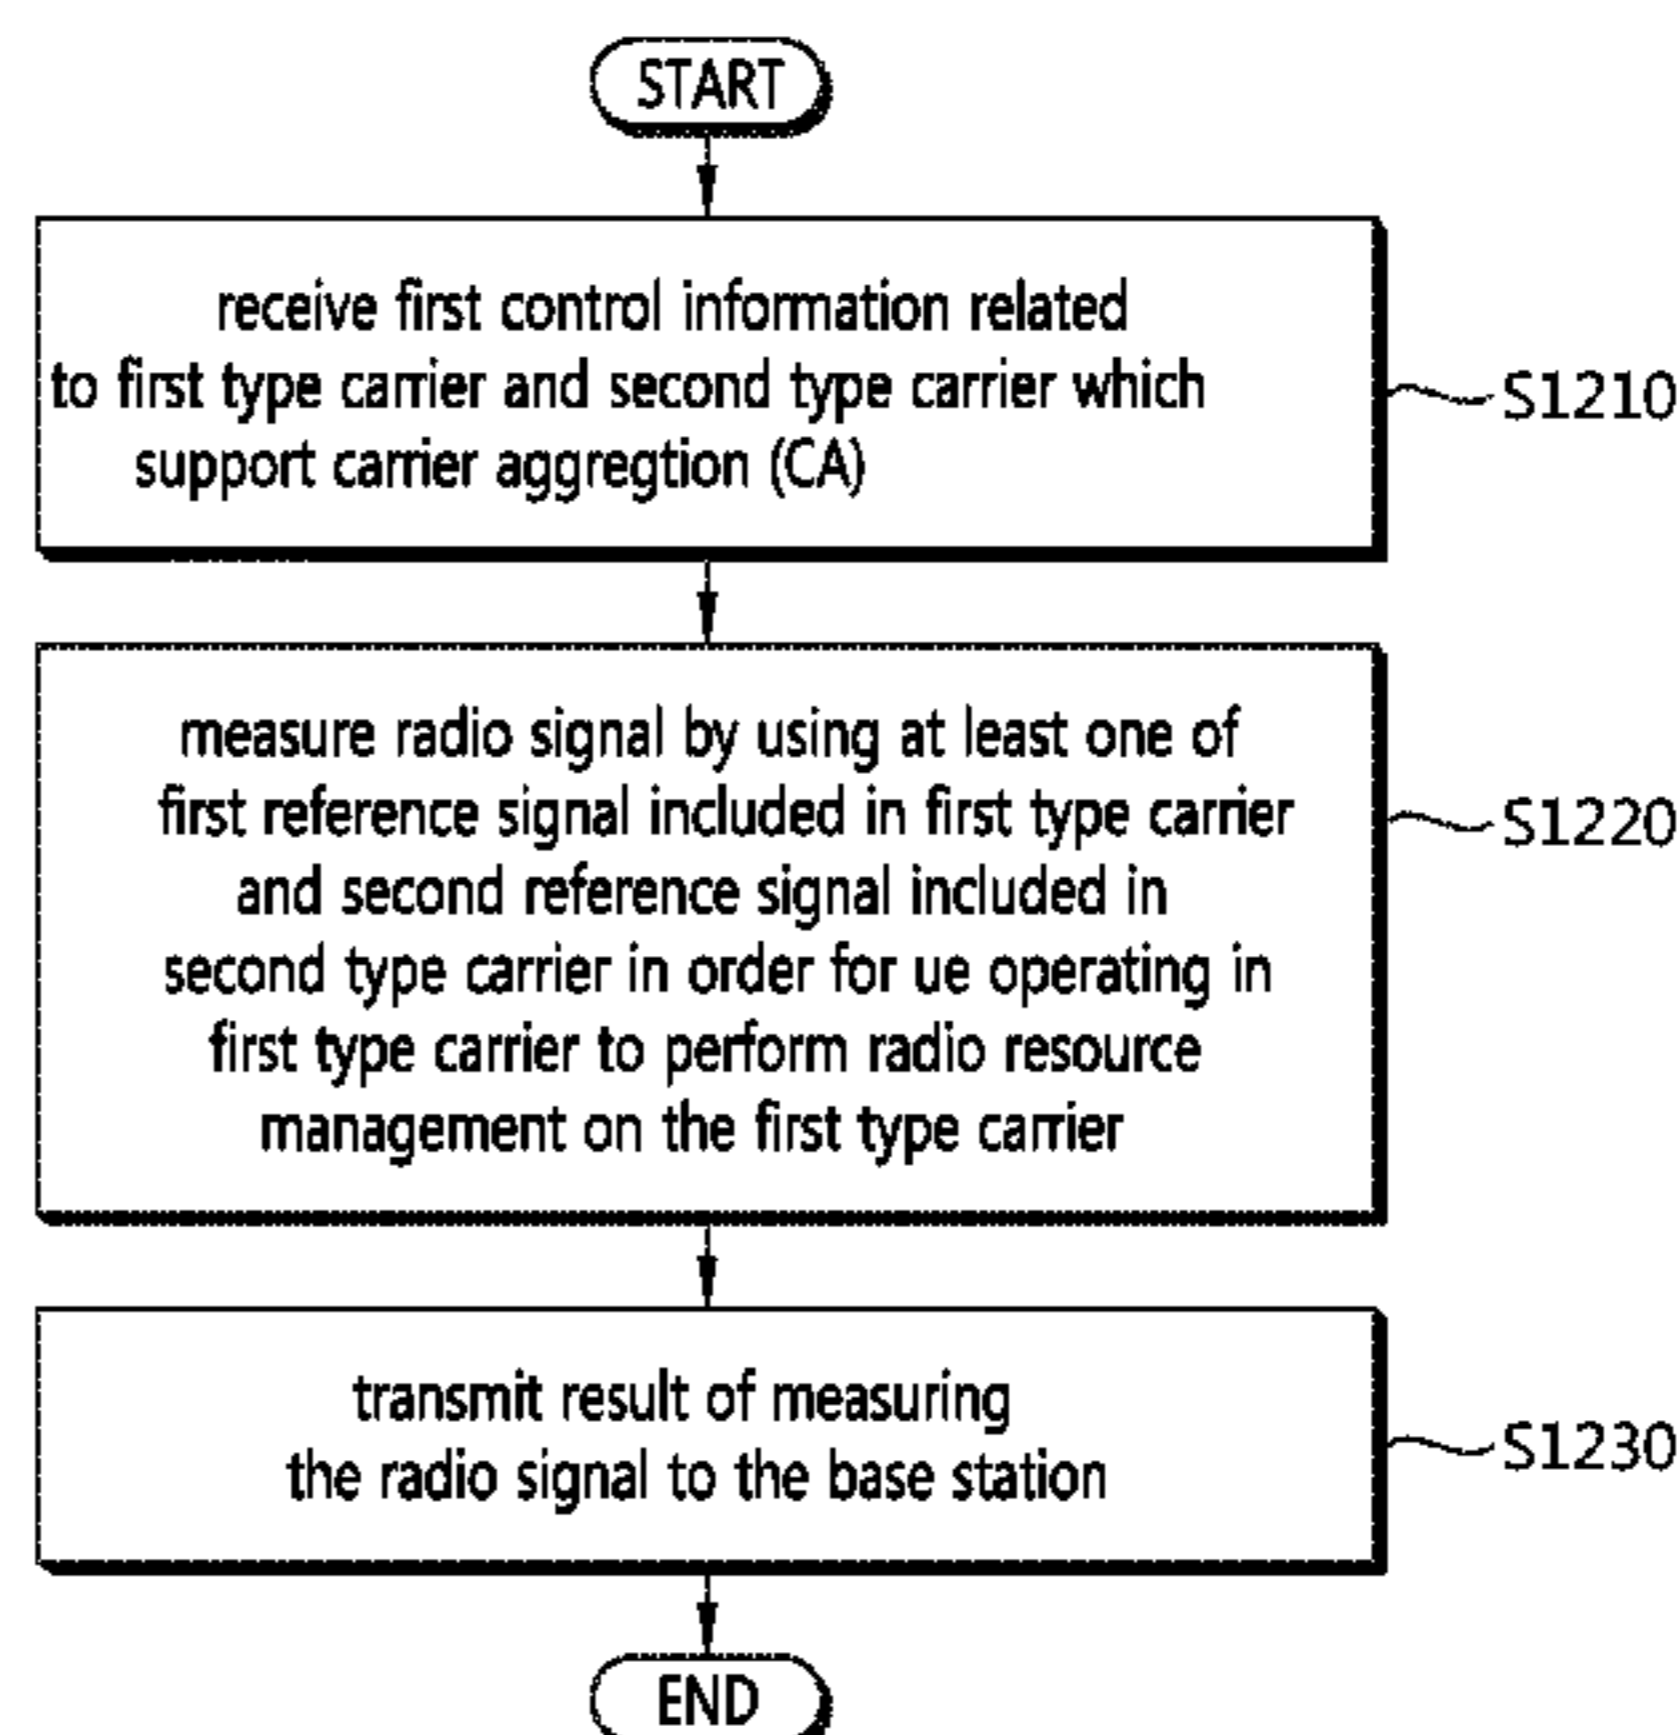 START
receive first control information related
to first type carrier and second type carrier which
support carrier aggregtion (CA)
S1210
measure radio signal by using at least one of
first reference signal included in first type carrier
and second reference signal included in
second type carrier in order for ue operating in
first type carrier to perform radio resource
management on the first type carrier
S1220
transmit result of measuring
the radio signal to the base station
S1230
END